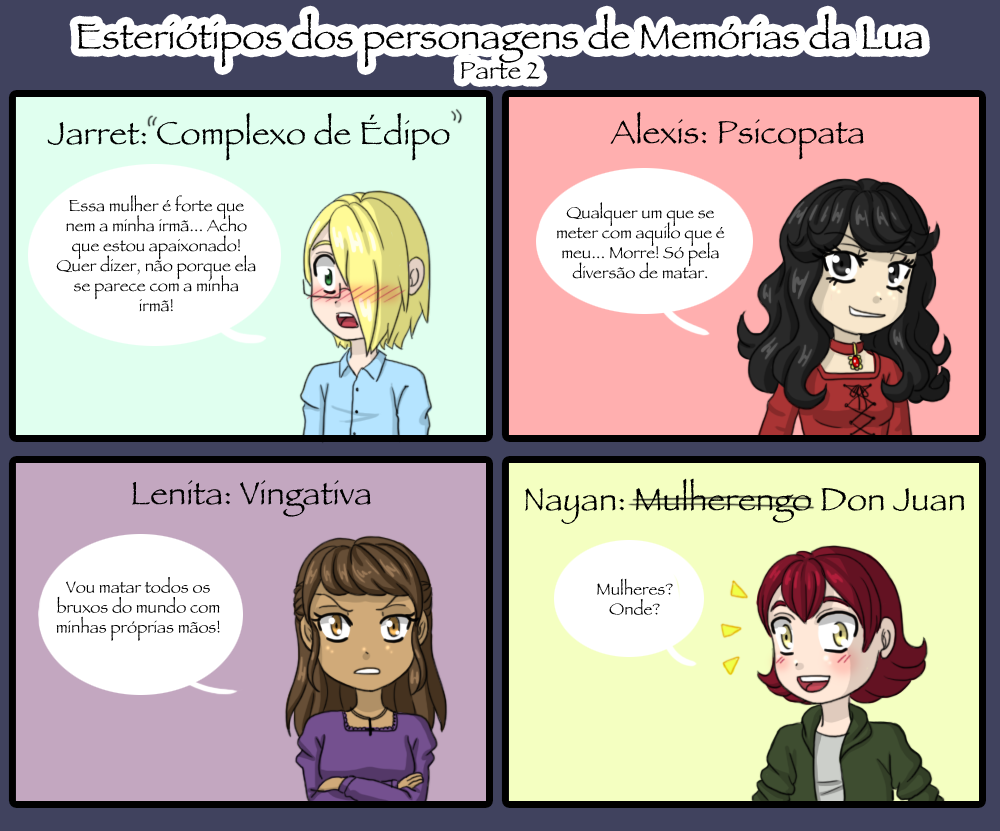 Esteriótipos dos personagens de Memórias da Lua
Parte 2
Jarret: "Complexo de Édipo"
Essa mulher é forte que
nem a minha irmã... Acho
que estou apaixonado!
Quer dizer, não porque ela
se parece com a minha
irmã!
Alexis: Psicopata
Qualquer um que se
meter com aquilo que é
meu... Morre! Só pela
diversão de matar.
Lenita: Vingativa
Vou matar todos os
bruxos do mundo com
minhas próprias mãos!
Nayan: Mulherengo Don Juan
Mulheres?
Onde?